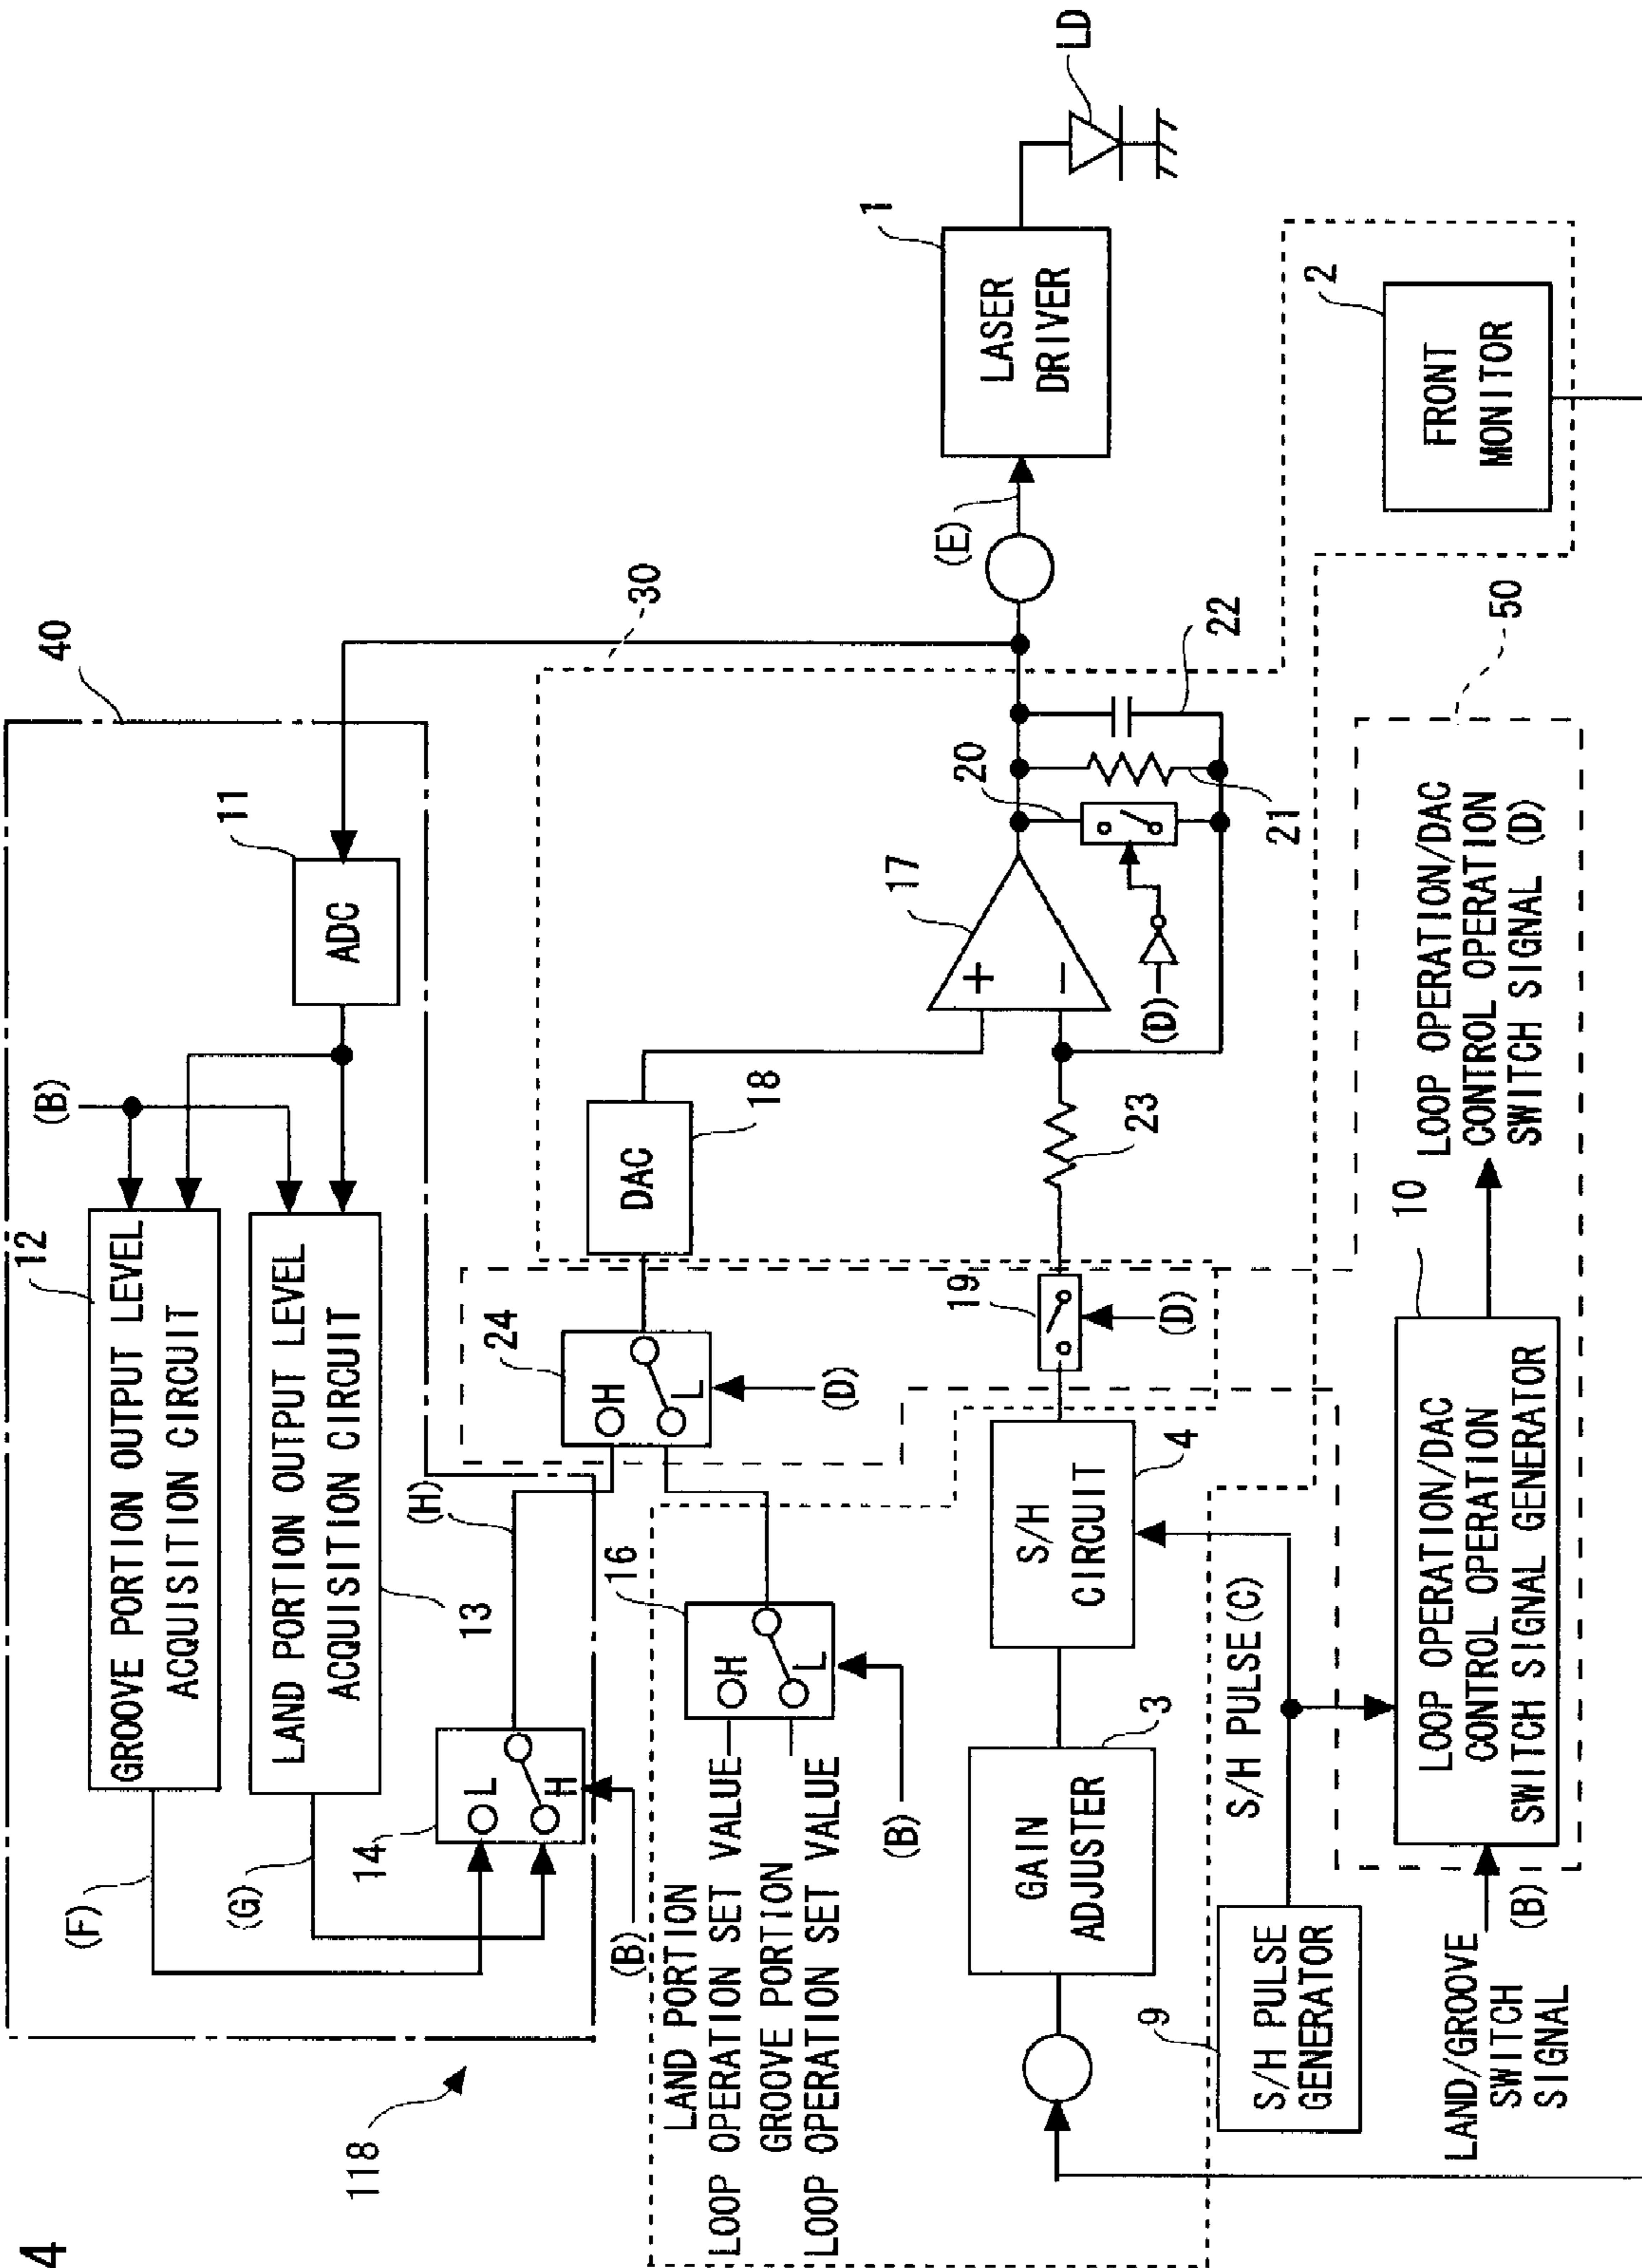 4
118
40
12
GROOVE PORTION OUTPUT LEVEL
ACQUISITION CIRCUIT
(B)
11
ADC
LAND PORTION OUTPUT LEVEL
ACQUISITION CIRCUIT
13
(F)
(G)
14
L
H
(B)
(H)
30
24
H
L
(D)
DAC
18
16
H
L
(B)
LAND PORTION
LOOP OPERATION SET VALUE
GROOVE PORTION
LOOP OPERATION SET VALUE
17
+
−
20
21
22
(D)
(E)
1
LASER
DRIVER
LD
GAIN
ADJUSTER
3
S/H
CIRCUIT
4
19
(D)
23
9
S/H PULSE
GENERATOR
S/H PULSE(C)
50
10
LOOP OPERATION/DAC
CONTROL OPERATION
SWITCH SIGNAL GENERATOR
LOOP OPERATION/DAC
CONTROL OPERATION
SWITCH SIGNAL (D)
LAND/GROOVE
SWITCH
SIGNAL
(B)
2
FRONT
MONITOR